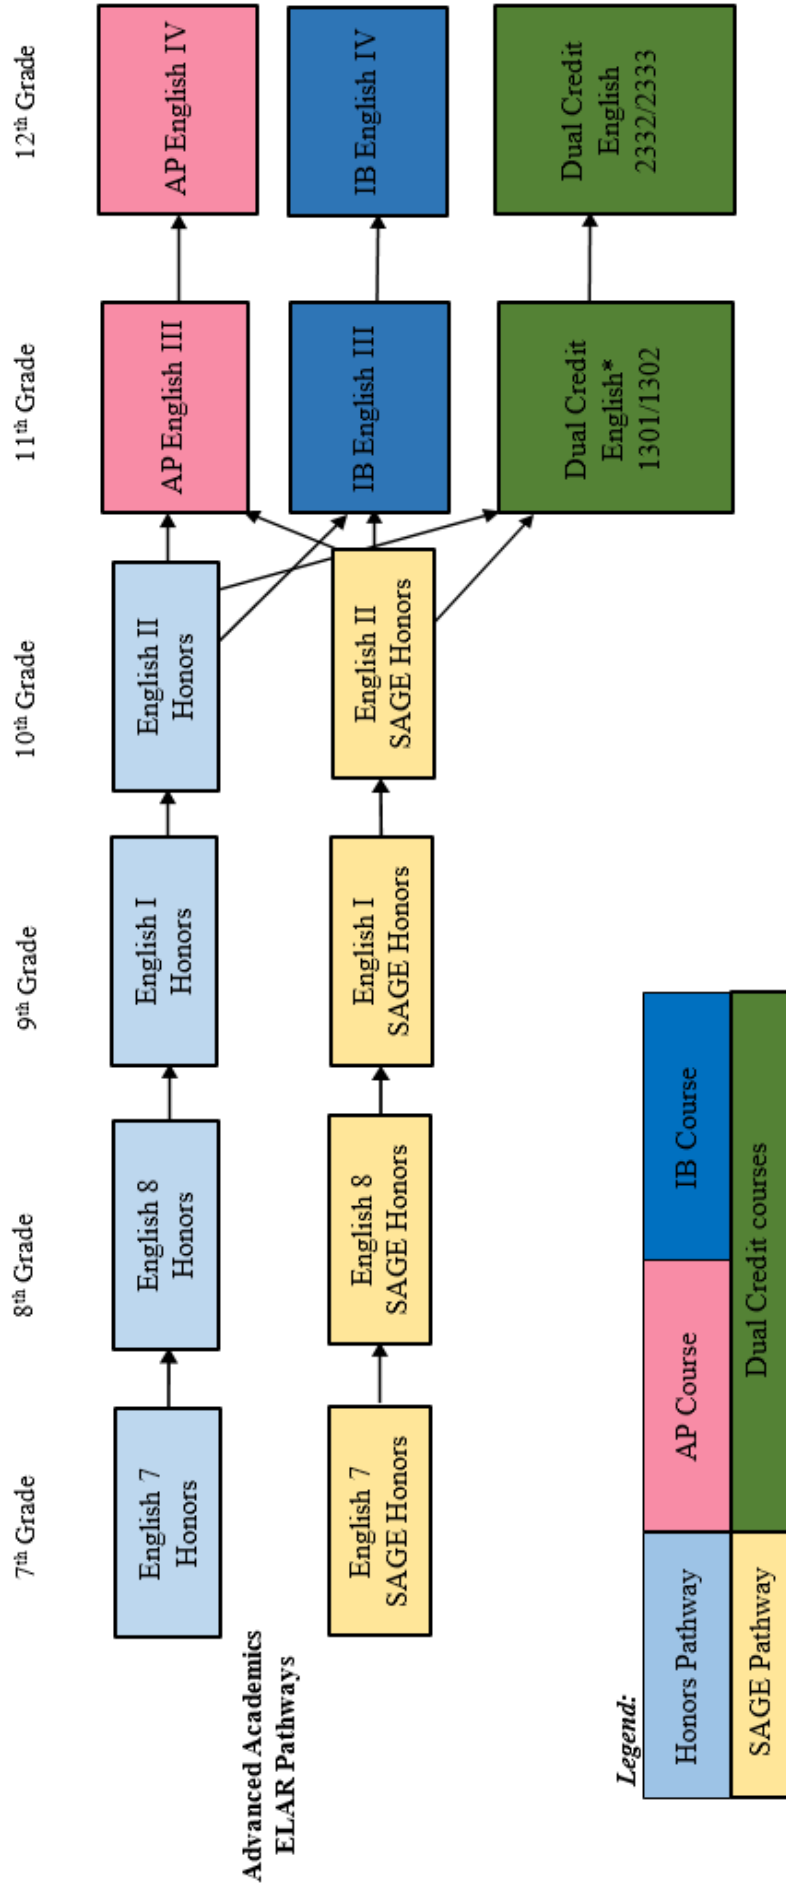 7th Grade
8th Grade
9th Grade
10th Grade
11th Grade
12th Grade
English 7
Honors
English 8
Honors
English I
Honors
English II
Honors
AP English III
AP English IV
Advanced Academics
ELAR Pathways
IB English III
IB English IV
English 7
SAGE Honors
English 8
SAGE Honors
English I
SAGE Honors
English II
SAGE Honors
Dual Credit
English*
1301/1302
Dual Credit
English
2332/2333
Legend:
Honors Pathway
AP Course
IB Course
SAGE Pathway
Dual Credit courses